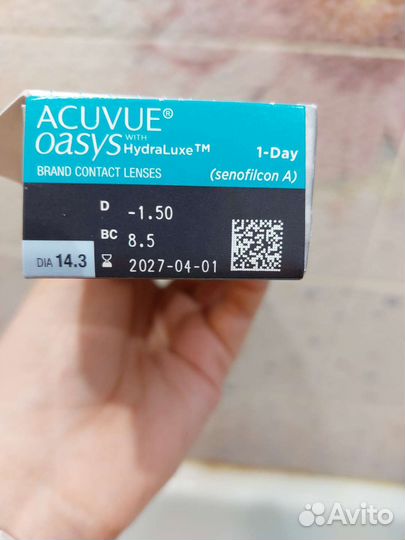 ACUVUE®
oasys WITH HydraLuxe™ 1-Day
BRAND CONTACT LENSES (senofilcon A)
D -1.50
BC 8.5
DIA 14.3 2027-04-01
Avito